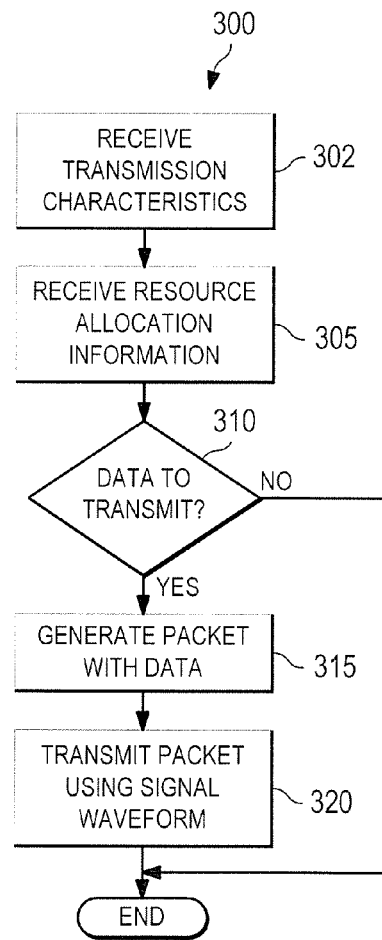 300
RECEIVE
TRANSMISSION
CHARACTERISTICS
302
RECEIVE RESOURCE
ALLOCATION
INFORMATION
305
310
DATA TO
TRANSMIT?
NO
YES
GENERATE PACKET
WITH DATA
315
TRANSMIT PACKET
USING SIGNAL
WAVEFORM
320
END